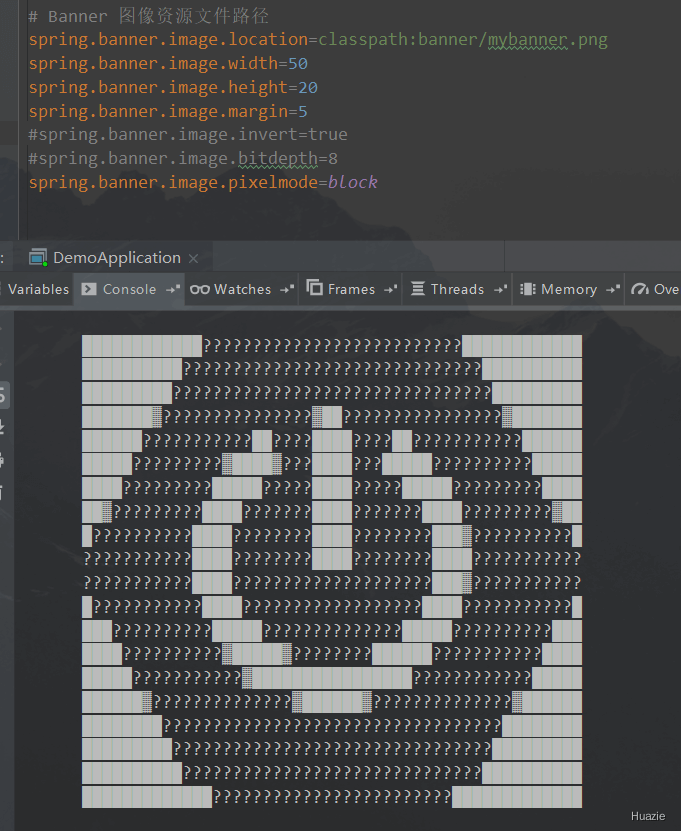 # Banner 图像资源文件路径
spring.banner.image.location=classpath:banner/mybanner.png
spring.banner.image.width=50
spring.banner.image.height=20
spring.banner.image.margin=5
#spring.banner.image.invert=true
#spring.banner.image.bitdepth=8
spring.banner.image.pixelmode=block
: DemoApplication ×
Variables Console Watches Frames Threads Memory Ove
████████████??????????????????????????████████████
██████████??????????????????????????????██████████
█████████????????????????????????????????█████████
███████▓???????????????▓██????????????????▓███████
██████???????????██????████????██???????????██████
█████?????????▓████▓???████???█████??????????█████
████?????????█████?????████?????█████?????????████
██▓?????????████???????████???????████?????????▓██
█??????????████????????████????????███▓??????????█
???????????████????????████????????████???????????
???????????████????????????????????███▓???????????
█???????????████??????????????????████???????????█
███??????????█████??????????????█████??????????███
████??????????▓█████▓????????██████???????????████
█████???????????▓████████████████????????????█████
██████▓??????????????▓██████▓??????????????▓██████
████████??????????????????????????????????████████
█████████????????????????????????????????█████████
██████████??????????????????????????????██████████
█████████████????????????????????????█████████████
Huazie